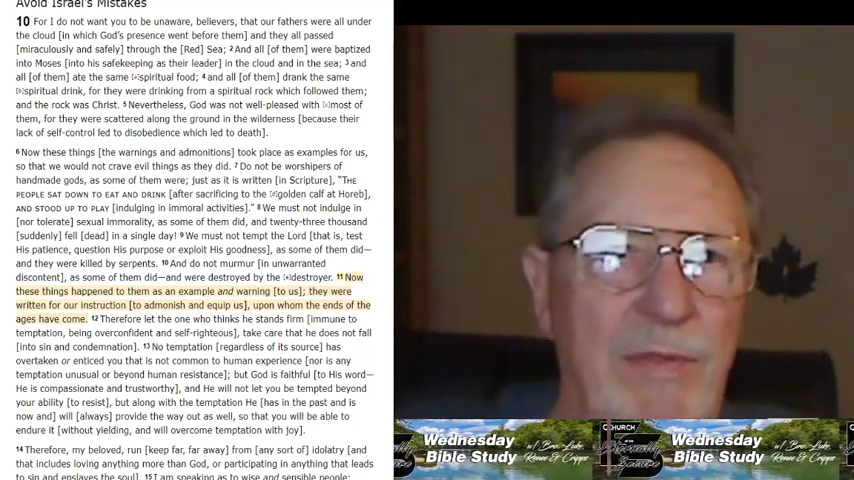 Avoid Israel's Mistakes
10 For I do not want you to be unaware, believers, that our fathers were all under
the cloud [in which God's presence went before them] and they all passed
[miraculously and safely] through the [Red] Sea; 2 And all [of them] were baptized
into Moses [into his safekeeping as their leader] in the cloud and in the sea; 3 and
all [of them] ate the same [a]spiritual food; 4 and all [of them] drank the same
[b]spiritual drink, for they were drinking from a spiritual rock which followed them;
and the rock was Christ. 5 Nevertheless, God was not well-pleased with [c]most of
them, for they were scattered along the ground in the wilderness [because their
lack of self-control led to disobedience which led to death].
6 Now these things [the warnings and admonitions] took place as examples for us,
so that we would not crave evil things as they did. 7 Do not be worshipers of
handmade gods, as some of them were; just as it is written [in Scripture], "THE
PEOPLE SAT DOWN TO EAT AND DRINK [after sacrificing to the [d]golden calf at Horeb],
AND STOOD UP TO PLAY [indulging in immoral activities]." 8 We must not indulge in
[nor tolerate] sexual immorality, as some of them did, and twenty-three thousand
[suddenly] fell [dead] in a single day! 9 We must not tempt the Lord [that is, test
His patience, question His purpose or exploit His goodness], as some of them did—
and they were killed by serpents. 10 And do not murmur [in unwarranted
discontent], as some of them did—and were destroyed by the [e]destroyer. 11 Now
these things happened to them as an example and warning [to us]; they were
written for our instruction [to admonish and equip us], upon whom the ends of the
ages have come. 12 Therefore let the one who thinks he stands firm [immune to
temptation, being overconfident and self-righteous], take care that he does not fall
[into sin and condemnation]. 13 No temptation [regardless of its source] has
overtaken or enticed you that is not common to human experience [nor is any
temptation unusual or beyond human resistance]; but God is faithful [to His word—
He is compassionate and trustworthy], and He will not let you be tempted beyond
your ability [to resist], but along with the temptation He [has in the past and is
now and] will [always] provide the way out as well, so that you will be able to
endure it [without yielding, and will overcome temptation with joy].
14 Therefore, my beloved, run [keep far, far away] from [any sort of] idolatry [and
that includes loving anything more than God, or participating in anything that leads
to sin and enslaves the soul]. 15 I am speaking as to wise and sensible people;
Wednesday
Bible Study
w/ Bro. Luke,
Renee & Cripps
CHURCH
of the
Eternally
Secure
Wednesday
Bible Study
w/ Bro. Luke,
Renee & Cripps